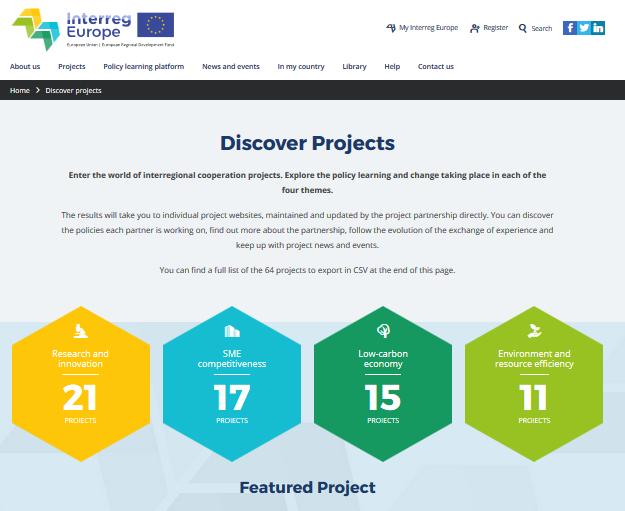 Interreg
Europe
European Union | European Regional Development Fund
My Interreg Europe
Register
Search
About us
Projects
Policy learning platform
News and events
In my country
Library
Help
Contact us
Home > Discover projects
Discover Projects
Enter the world of interregional cooperation projects. Explore the policy learning and change taking place in each of the
four themes.
The results will take you to individual project websites, maintained and updated by the project partnership directly. You can discover
the policies each partner is working on, find out more about the partnership, follow the evolution of the exchange of experience and
keep up with project news and events.
You can find a full list of the 64 projects to export in CSV at the end of this page.
Research and
innovation
21
PROJECTS
SME
competitiveness
17
PROJECTS
Low-carbon
economy
15
PROJECTS
Environment and
resource efficiency
11
PROJECTS
Featured Project